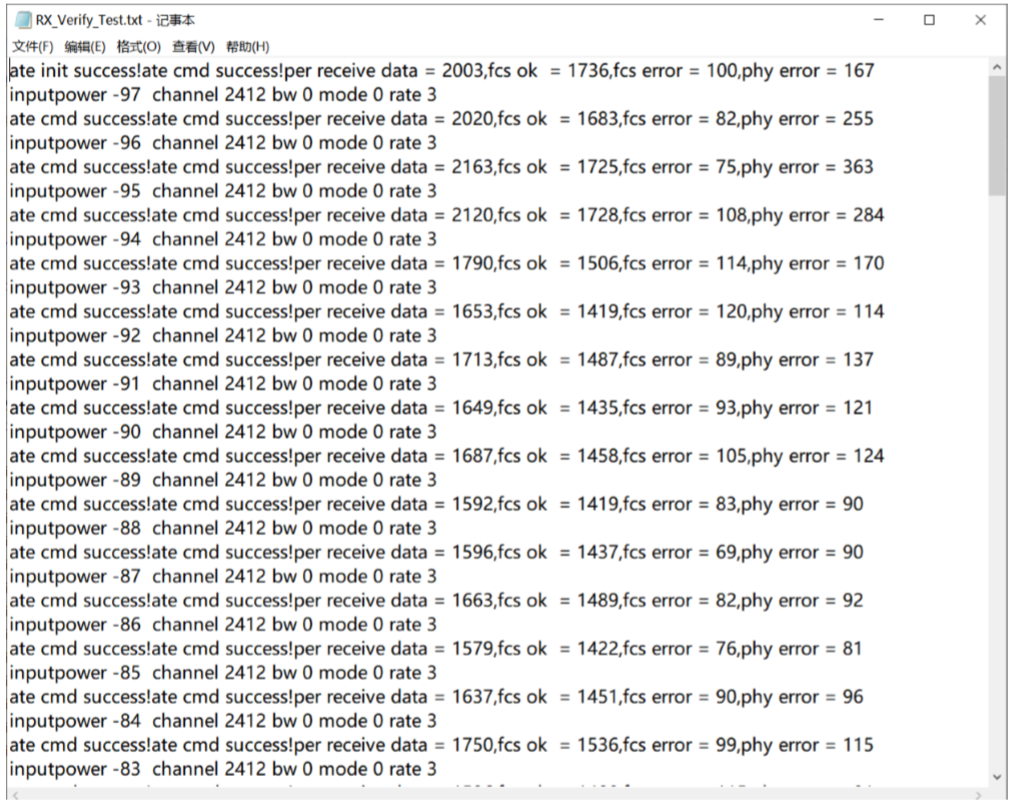 RX_Verify_Test.txt - 记事本
文件(F) 编辑(E) 格式(O) 查看(V) 帮助(H)
ate init success!ate cmd success!per receive data = 2003,fcs ok  = 1736,fcs error = 100,phy error = 167
inputpower -97  channel 2412 bw 0 mode 0 rate 3
ate cmd success!ate cmd success!per receive data = 2020,fcs ok  = 1683,fcs error = 82,phy error = 255
inputpower -96  channel 2412 bw 0 mode 0 rate 3
ate cmd success!ate cmd success!per receive data = 2163,fcs ok  = 1725,fcs error = 75,phy error = 363
inputpower -95  channel 2412 bw 0 mode 0 rate 3
ate cmd success!ate cmd success!per receive data = 2120,fcs ok  = 1728,fcs error = 108,phy error = 284
inputpower -94  channel 2412 bw 0 mode 0 rate 3
ate cmd success!ate cmd success!per receive data = 1790,fcs ok  = 1506,fcs error = 114,phy error = 170
inputpower -93  channel 2412 bw 0 mode 0 rate 3
ate cmd success!ate cmd success!per receive data = 1653,fcs ok  = 1419,fcs error = 120,phy error = 114
inputpower -92  channel 2412 bw 0 mode 0 rate 3
ate cmd success!ate cmd success!per receive data = 1713,fcs ok  = 1487,fcs error = 89,phy error = 137
inputpower -91  channel 2412 bw 0 mode 0 rate 3
ate cmd success!ate cmd success!per receive data = 1649,fcs ok  = 1435,fcs error = 93,phy error = 121
inputpower -90  channel 2412 bw 0 mode 0 rate 3
ate cmd success!ate cmd success!per receive data = 1687,fcs ok  = 1458,fcs error = 105,phy error = 124
inputpower -89  channel 2412 bw 0 mode 0 rate 3
ate cmd success!ate cmd success!per receive data = 1592,fcs ok  = 1419,fcs error = 83,phy error = 90
inputpower -88  channel 2412 bw 0 mode 0 rate 3
ate cmd success!ate cmd success!per receive data = 1596,fcs ok  = 1437,fcs error = 69,phy error = 90
inputpower -87  channel 2412 bw 0 mode 0 rate 3
ate cmd success!ate cmd success!per receive data = 1663,fcs ok  = 1489,fcs error = 82,phy error = 92
inputpower -86  channel 2412 bw 0 mode 0 rate 3
ate cmd success!ate cmd success!per receive data = 1579,fcs ok  = 1422,fcs error = 76,phy error = 81
inputpower -85  channel 2412 bw 0 mode 0 rate 3
ate cmd success!ate cmd success!per receive data = 1637,fcs ok  = 1451,fcs error = 90,phy error = 96
inputpower -84  channel 2412 bw 0 mode 0 rate 3
ate cmd success!ate cmd success!per receive data = 1750,fcs ok  = 1536,fcs error = 99,phy error = 115
inputpower -83  channel 2412 bw 0 mode 0 rate 3